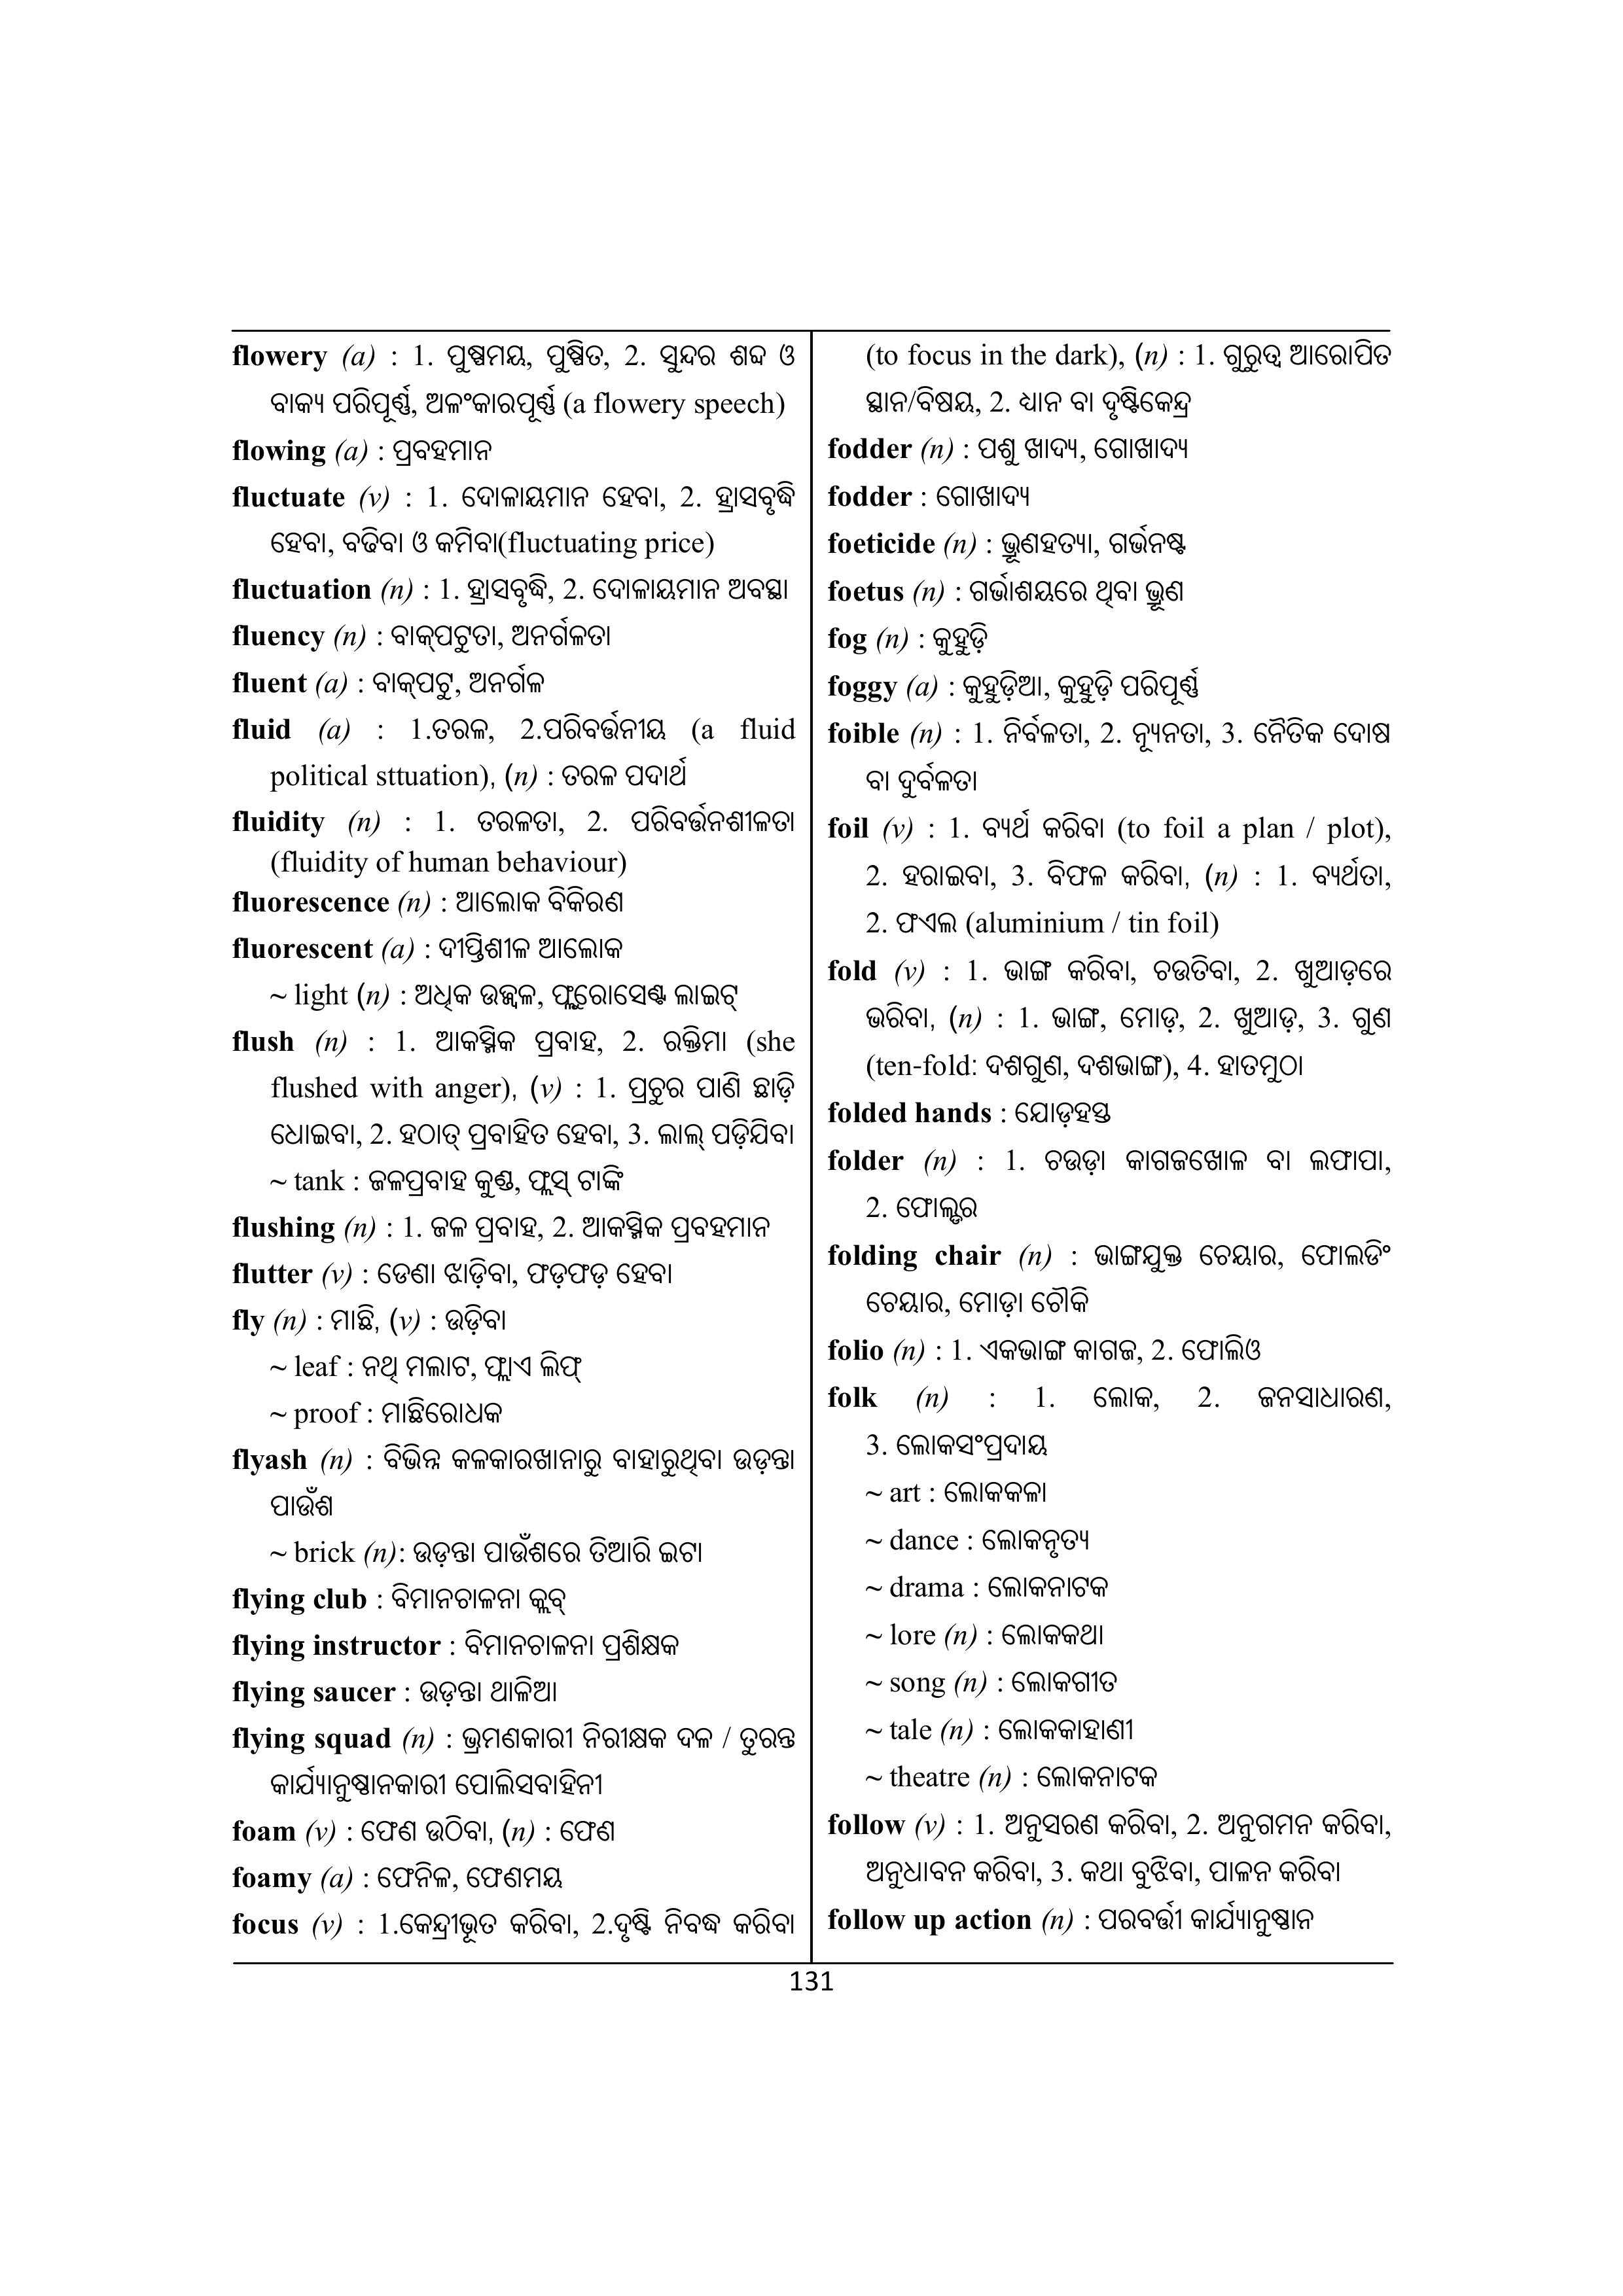 flowery (a) : 1. ପୁଷ୍ପମୟ, ପୁଷ୍ପିତ, 2. ସୁନ୍ଦର ଶବ୍ଦ ଓ
ବାକ୍ୟ ପରିପୂର୍ଣ୍ଣ, ଅଳଂକାରପୂର୍ଣ୍ଣ (a flowery speech)
flowing (a) : ପ୍ରବହମାନ
fluctuate (v) : 1. ଦୋଳାୟମାନ ହେବା, 2. ହ୍ରାସବୃଦ୍ଧି
ହେବା, ବଢିବା ଓ କମିବା(fluctuating price)
fluctuation (n) : 1. ହ୍ରାସବୃଦ୍ଧି, 2. ଦୋଳାୟମାନ ଅବସ୍ଥା
fluency (n) : ବାକ୍‌ପଟୁତା, ଅନର୍ଗଳତା
fluent (a) : ବାକ୍‌ପଟୁ, ଅନର୍ଗଳ
fluid (a) : 1.ତରଳ, 2.ପରିବର୍ତ୍ତନୀୟ (a fluid
political sttuation), (n) : ତରଳ ପଦାର୍ଥ
fluidity (n) : 1. ତରଳତା, 2. ପରିବର୍ତ୍ତନଶୀଳତା
(fluidity of human behaviour)
fluorescence (n) : ଆଲୋକ ବିକିରଣ
fluorescent (a) : ଦୀପ୍ତିଶୀଳ ଆଲୋକ
~ light (n) : ଅଧିକ ଉଜ୍ଜ୍ୱଳ, ଫ୍ଲୁରୋସେଣ୍ଟ ଲାଇଟ୍
flush (n) : 1. ଆକସ୍ମିକ ପ୍ରବାହ, 2. ରକ୍ତିମା (she
flushed with anger), (v) : 1. ପ୍ରଚୁର ପାଣି ଛାଡ଼ି
ଧୋଇବା, 2. ହଠାତ୍ ପ୍ରବାହିତ ହେବା, 3. ଲାଲ୍ ପଡ଼ିଯିବା
~ tank : ଜଳପ୍ରବାହ କୁଣ୍ଡ, ଫ୍ଲସ୍ ଟାଙ୍କି
flushing (n) : 1. ଜଳ ପ୍ରବାହ, 2. ଆକସ୍ମିକ ପ୍ରବହମାନ
flutter (v) : ଡେଣା ଝାଡ଼ିବା, ଫଡ଼ଫଡ଼ ହେବା
fly (n) : ମାଛି, (v) : ଉଡ଼ିବା
~ leaf : ନଥି ମଲାଟ, ଫ୍ଲାଏ ଲିଫ୍
~ proof : ମାଛିରୋଧକ
flyash (n) : ବିଭିନ୍ନ କଳକାରଖାନାରୁ ବାହାରୁଥିବା ଉଡ଼ନ୍ତା
ପାଉଁଶ
~ brick (n): ଉଡ଼ନ୍ତା ପାଉଁଶରେ ତିଆରି ଇଟା
flying club : ବିମାନଚାଳନା କ୍ଲବ୍
flying instructor : ବିମାନଚାଳନା ପ୍ରଶିକ୍ଷକ
flying saucer : ଉଡ଼ନ୍ତା ଥାଳିଆ
flying squad (n) : ଭ୍ରମଣକାରୀ ନିରୀକ୍ଷକ ଦଳ / ତୁରନ୍ତ
କାର୍ଯ୍ୟାନୁଷ୍ଠାନକାରୀ ପୋଲିସବାହିନୀ
foam (v) : ଫେଣ ଉଠିବା, (n) : ଫେଣ
foamy (a) : ଫେନିଳ, ଫେଣମୟ
focus (v) : 1.କେନ୍ଦ୍ରୀଭୂତ କରିବା, 2.ଦୃଷ୍ଟି ନିବଦ୍ଧ କରିବା
(to focus in the dark), (n) : 1. ଗୁରୁତ୍ୱ ଆରୋପିତ
ସ୍ଥାନ/ବିଷୟ, 2. ଧ୍ୟାନ ବା ଦୃଷ୍ଟିକେନ୍ଦ୍ର
fodder (n) : ପଶୁ ଖାଦ୍ୟ, ଗୋଖାଦ୍ୟ
fodder : ଗୋଖାଦ୍ୟ
foeticide (n) : ଭ୍ରୂଣହତ୍ୟା, ଗର୍ଭନଷ୍ଟ
foetus (n) : ଗର୍ଭାଶୟରେ ଥିବା ଭ୍ରୂଣ
fog (n) : କୁହୁଡ଼ି
foggy (a) : କୁହୁଡ଼ିଆ, କୁହୁଡ଼ି ପରିପୂର୍ଣ୍ଣ
foible (n) : 1. ନିର୍ବଳତା, 2. ନ୍ୟୂନତା, 3. ନୈତିକ ଦୋଷ
ବା ଦୁର୍ବଳତା
foil (v) : 1. ବ୍ୟର୍ଥ କରିବା (to foil a plan / plot),
2. ହରାଇବା, 3. ବିଫଳ କରିବା, (n) : 1. ବ୍ୟର୍ଥତା,
2. ଫଏଲ (aluminium / tin foil)
fold (v) : 1. ଭାଙ୍ଗ କରିବା, ଚଉତିବା, 2. ଖୁଆଡ଼ରେ
ଭରିବା, (n) : 1. ଭାଙ୍ଗ, ମୋଡ଼, 2. ଖୁଆଡ଼, 3. ଗୁଣ
(ten-fold: ଦଶଗୁଣ, ଦଶଭାଙ୍ଗ), 4. ହାତମୁଠା
folded hands : ଯୋଡ଼ହସ୍ତ
folder (n) : 1. ଚଉଡ଼ା କାଗଜଖୋଳ ବା ଲଫାପା,
2. ଫୋଲ୍ଡର
folding chair (n) : ଭାଙ୍ଗଯୁକ୍ତ ଚେୟାର, ଫୋଲଡିଂ
ଚେୟାର, ମୋଡ଼ା ଚୌକି
folio (n) : 1. ଏକଭାଙ୍ଗ କାଗଜ, 2. ଫୋଲିଓ
folk (n) : 1. ଲୋକ, 2. ଜନସାଧାରଣ,
3. ଲୋକସଂପ୍ରଦାୟ
~ art : ଲୋକକଳା
~ dance : ଲୋକନୃତ୍ୟ
~ drama : ଲୋକନାଟକ
~ lore (n) : ଲୋକକଥା
~ song (n) : ଲୋକଗୀତ
~ tale (n) : ଲୋକକାହାଣୀ
~ theatre (n) : ଲୋକନାଟକ
follow (v) : 1. ଅନୁସରଣ କରିବା, 2. ଅନୁଗମନ କରିବା,
ଅନୁଧାବନ କରିବା, 3. କଥା ବୁଝିବା, ପାଳନ କରିବା
follow up action (n) : ପରବର୍ତ୍ତୀ କାର୍ଯ୍ୟାନୁଷ୍ଠାନ
131